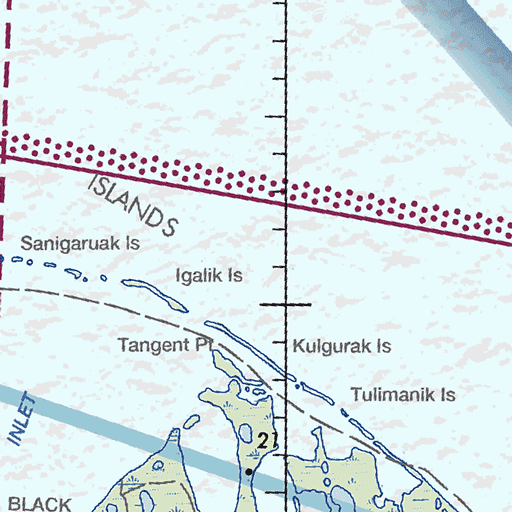 ISLANDS
Sanigaruak Is
Igalik Is
Tangent Pt
Kulgurak Is
Tulimanik Is
INLET
21
BLACK